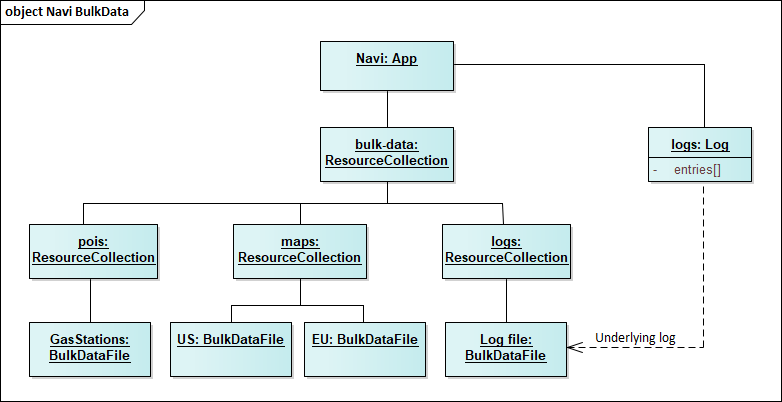 object Navi BulkData
Navi: App
bulk-data:
ResourceCollection
logs: Log
- entries[]
pois:
ResourceCollection
maps:
ResourceCollection
logs:
ResourceCollection
GasStations:
BulkDataFile
US: BulkDataFile
EU: BulkDataFile
Log file:
BulkDataFile
Underlying log